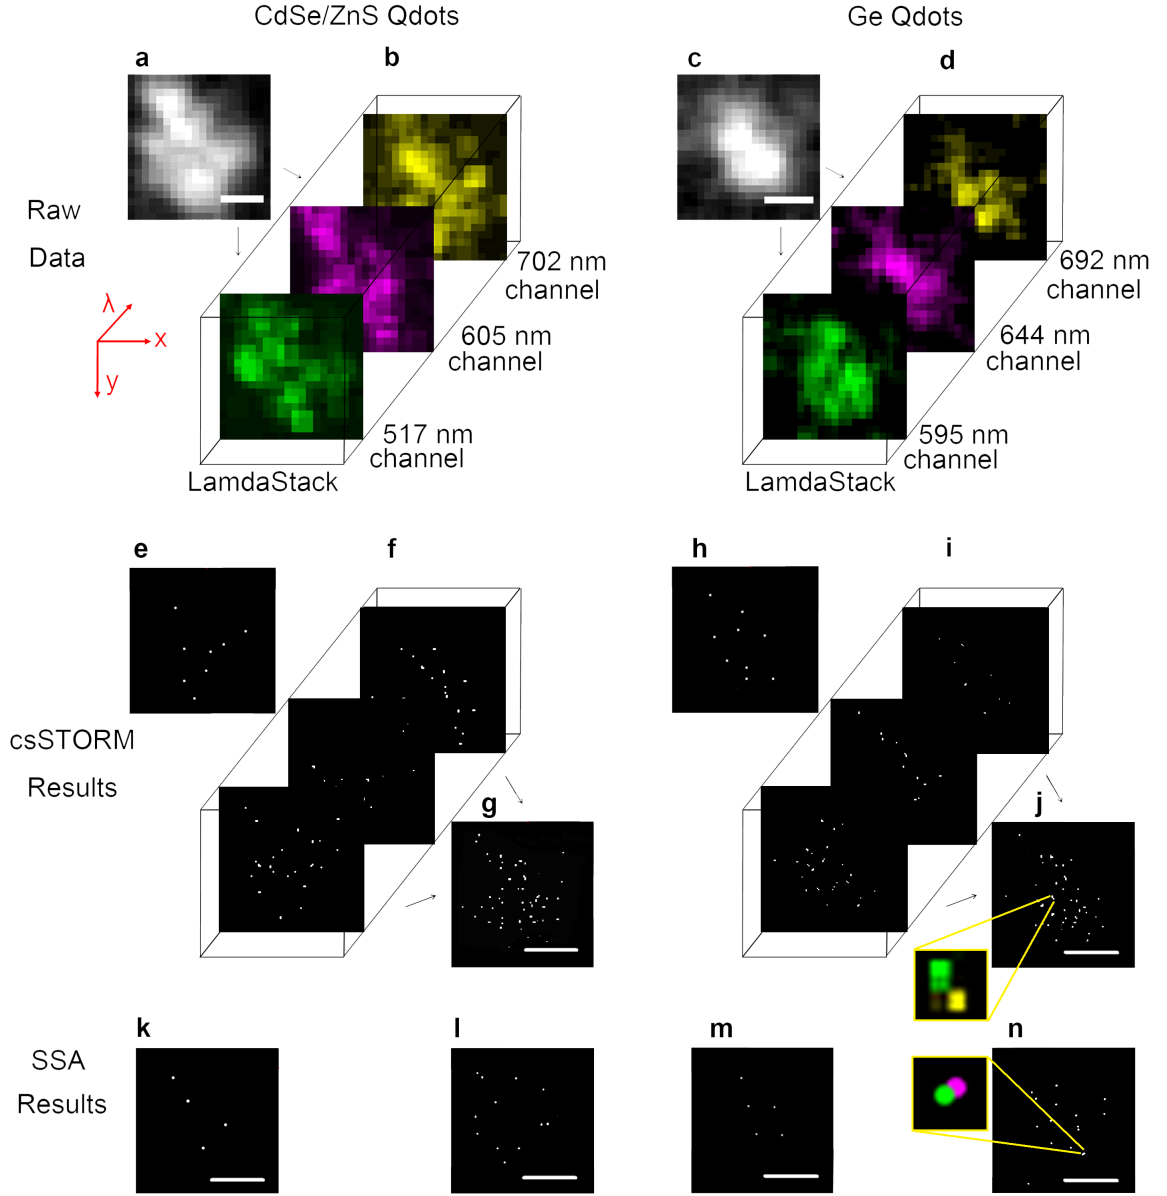 CdSe/ZnS Qdots
Ge Qdots
a
b
c
d
Raw
Data
λ
x
y
702 nm
channel
605 nm
channel
517 nm
channel
LamdaStack
692 nm
channel
644 nm
channel
595 nm
channel
LamdaStack
e
f
h
i
csSTORM
Results
g
j
k
l
m
n
SSA
Results